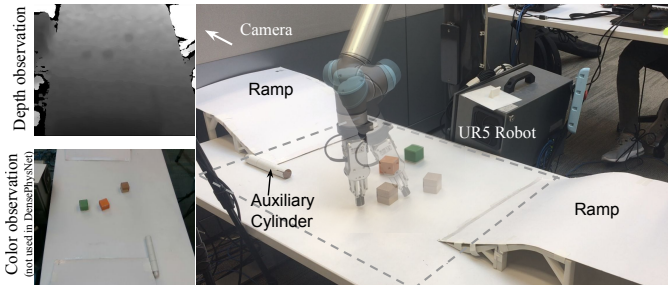 Depth observation
Color observation
(not used in DensePhysNet)
Camera
Ramp
UR5 Robot
Auxiliary
Cylinder
Ramp